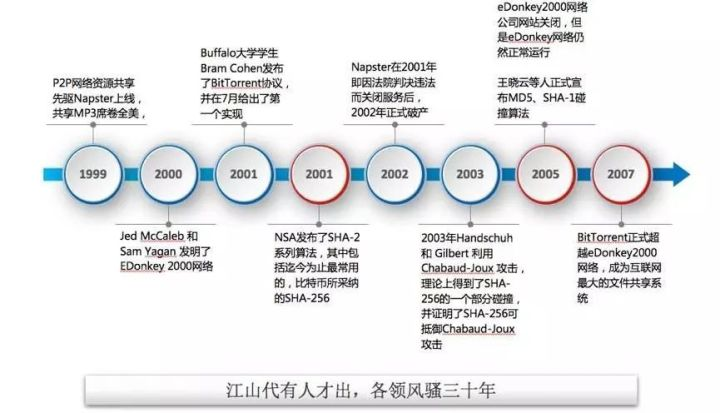 P2P网络资源共享
先驱Napster上线，
共享MP3席卷全美，
Buffalo大学学生
Bram Cohen发布
了BitTorrent协议，
并在7月给出了第
一个实现
Napster在2001年
即因法院判决违法
而关闭服务后，
2002年正式破产
eDonkey2000网络
公司网站关闭，但
是eDonkey网络仍
然正常运行
王晓云等人正式宣
布MD5、SHA-1碰
撞算法
1999
2000
2001
2001
2002
2003
2005
2007
Jed McCaleb 和
Sam Yagan 发明了
EDonkey 2000网络
NSA发布了SHA-2
系列算法，其中包
括迄今为止最常用
的，比特币所采纳
的SHA-256
2003年Handschuh
和 Gilbert 利用
Chabaud-Joux 攻击，
理论上得到了SHA-
256的一个部分碰撞，
并证明了SHA-256可
抵御Chabaud-Joux
攻击
BitTorrent正式超
越eDonkey2000
网络，成为互联网
最大的文件共享系
统
江山代有人才出，各领风骚三十年